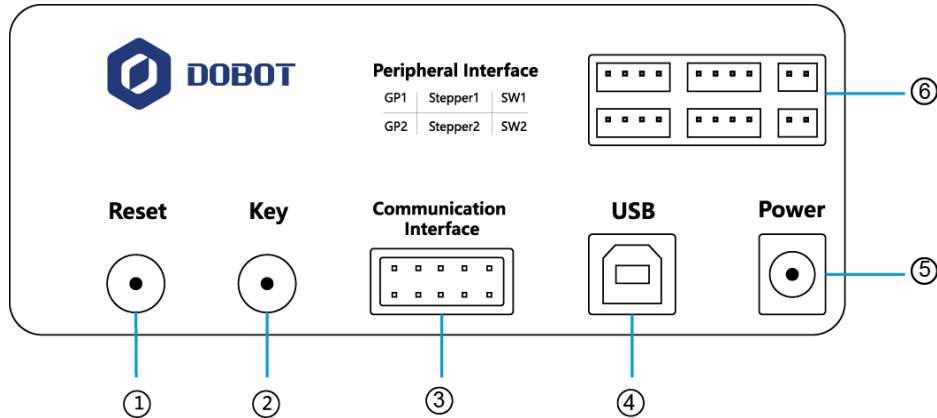 DOBOT
Peripheral Interface
GP1 Stepper1 SW1
GP2 Stepper2 SW2
⑥
Reset
Key
Communication
Interface
USB
Power
⑤
①
②
③
④